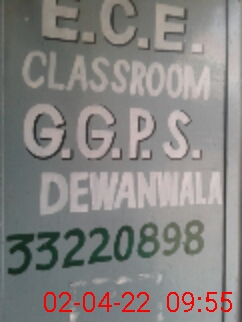 E.C.E.
CLASSROOM
G.G.P.S.
DEWANWALA
33220898
02-04-22 09:55